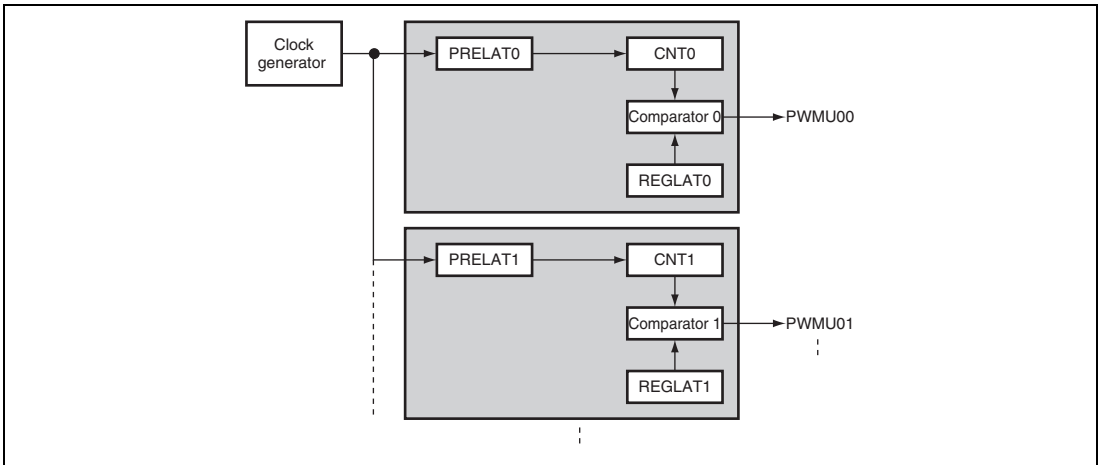 Clock
generator
PRELAT0
CNT0
Comparator 0
PWMU00
REGLAT0
PRELAT1
CNT1
Comparator 1
PWMU01
REGLAT1